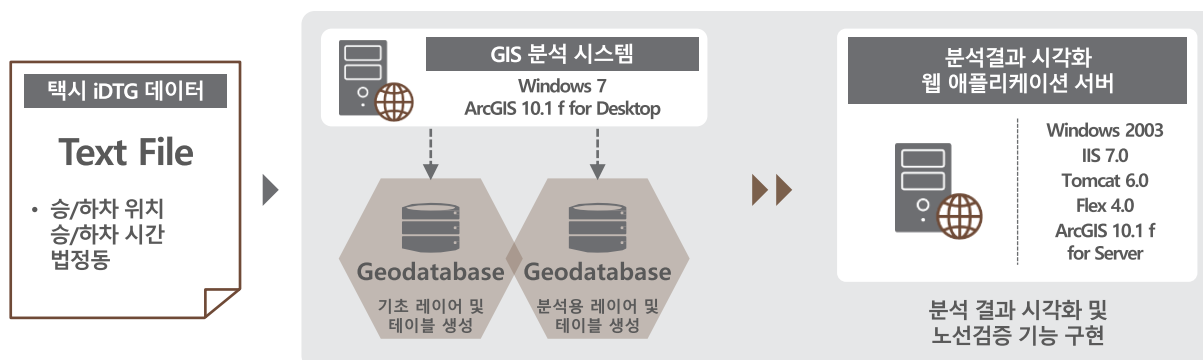 택시 iDTG 데이터
Text File
• 승/하차 위치
승/하차 시간
법정동
GIS 분석 시스템
Windows 7
ArcGIS 10.1 f for Desktop
Geodatabase
기초 레이어 및
테이블 생성
Geodatabase
분석용 레이어 및
테이블 생성
분석결과 시각화
웹 애플리케이션 서버
Windows 2003
IIS 7.0
Tomcat 6.0
Flex 4.0
ArcGIS 10.1 f
for Server
분석 결과 시각화 및
노선검증 기능 구현